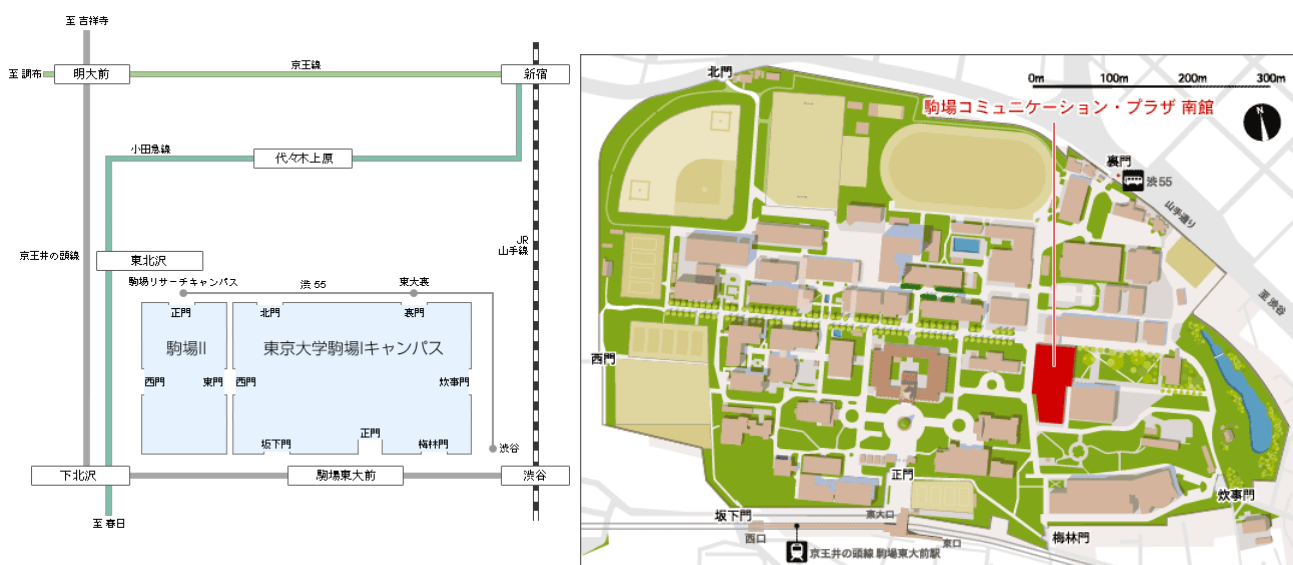 至 吉祥寺
至 調布
明大前
京王線
新宿
小田急線
代々木上原
JR
山手線
京王井の頭線
東北沢
駒場リサーチキャンパス
渋 55
東大裏
正門
北門
裏門
駒場II
東京大学駒場Iキャンパス
西門
東門
西門
炊事門
坂下門
正門
梅林門
渋谷
下北沢
駒場東大前
渋谷
至 春日
北門
0m
100m
200m
300m
駒場コミュニケーション・プラザ 南館
N
裏門
渋55
山手通り
至 渋谷
西門
正門
炊事門
坂下門
東大口
梅林門
西口
東口
京王井の頭線 駒場東大前駅